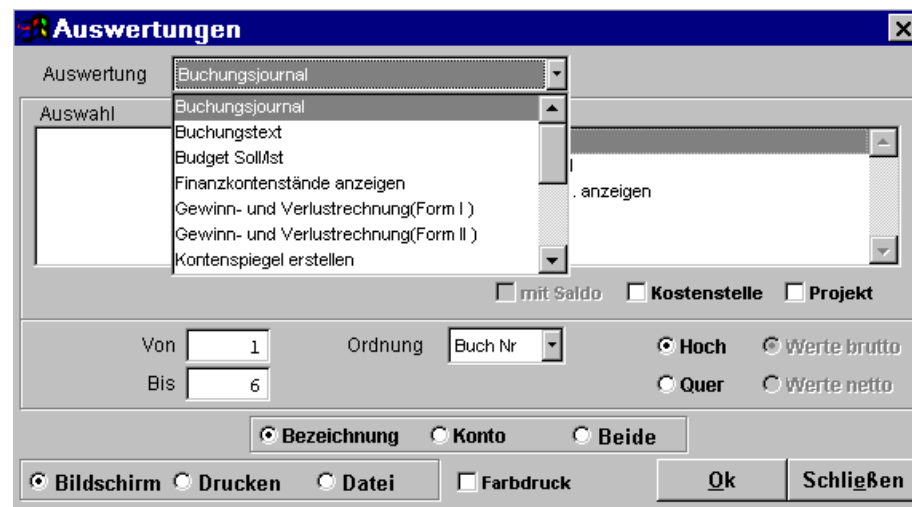 Auswertungen
Auswertung Buchungsjournal
Auswahl
Buchungsjournal
Buchungstext
Budget Soll/Ist
Finanzkontenstände anzeigen
. anzeigen
Gewinn- und Verlustrechnung(Form I )
Gewinn- und Verlustrechnung(Form II )
Kontenspiegel erstellen
mit Saldo Kostenstelle Projekt
Von 1 Ordnung Buch Nr Hoch Werte brutto
Bis 6 Quer Werte netto
Bezeichnung Konto Beide
Bildschirm Drucken Datei Farbdruck Ok Schließen